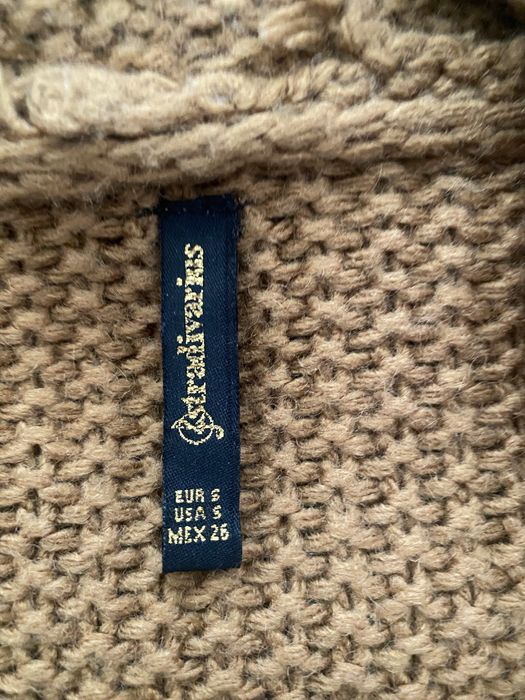 Stradivarius
EUR S
USA S
MEX 26